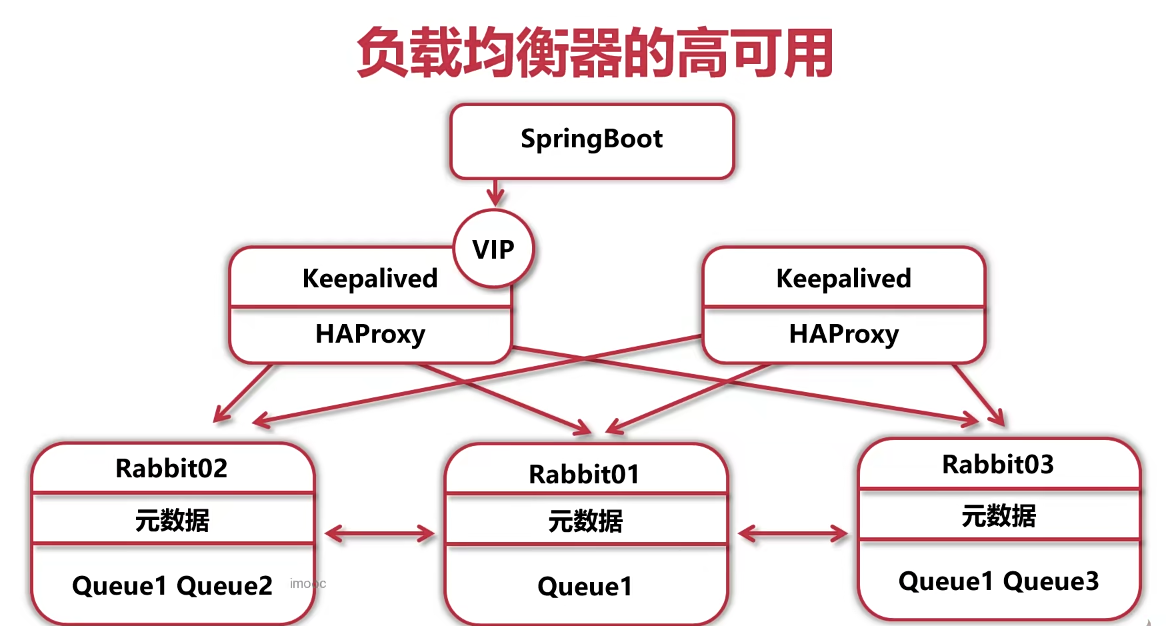 负载均衡器的高可用
SpringBoot
VIP
Keepalived
Keepalived
HAProxy
HAProxy
Rabbit02
Rabbit01
Rabbit03
元数据
元数据
元数据
Queue1 Queue2
imooc
Queue1
Queue1 Queue3